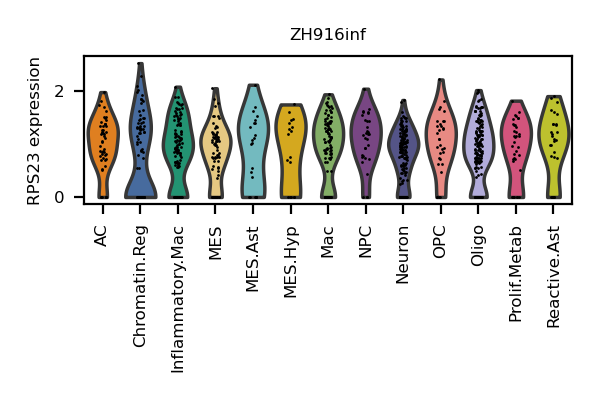 ZH916inf
RPS23 expression
2
0
AC
Chromatin.Reg
Inflammatory.Mac
MES
MES.Ast
MES.Hyp
Mac
NPC
Neuron
OPC
Oligo
Prolif.Metab
Reactive.Ast